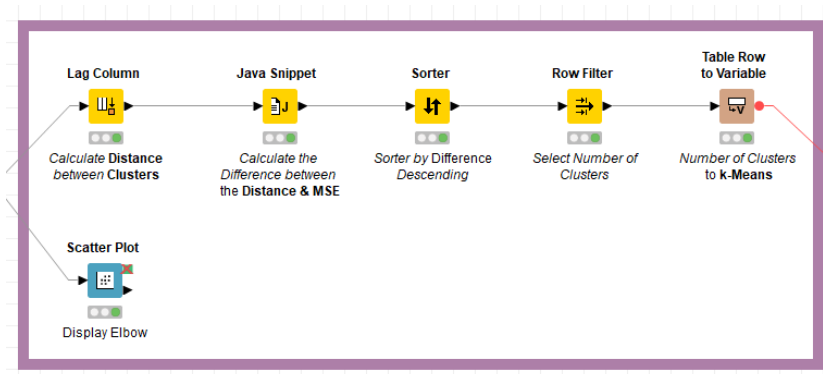 Lag Column
Java Snippet
Sorter
Row Filter
Table Row
to Variable
J
V
Calculate Distance
between Clusters
Calculate the
Difference between
the Distance & MSE
Sorter by Difference
Descending
Select Number of
Clusters
Number of Clusters
to k-Means
Scatter Plot
Display Elbow